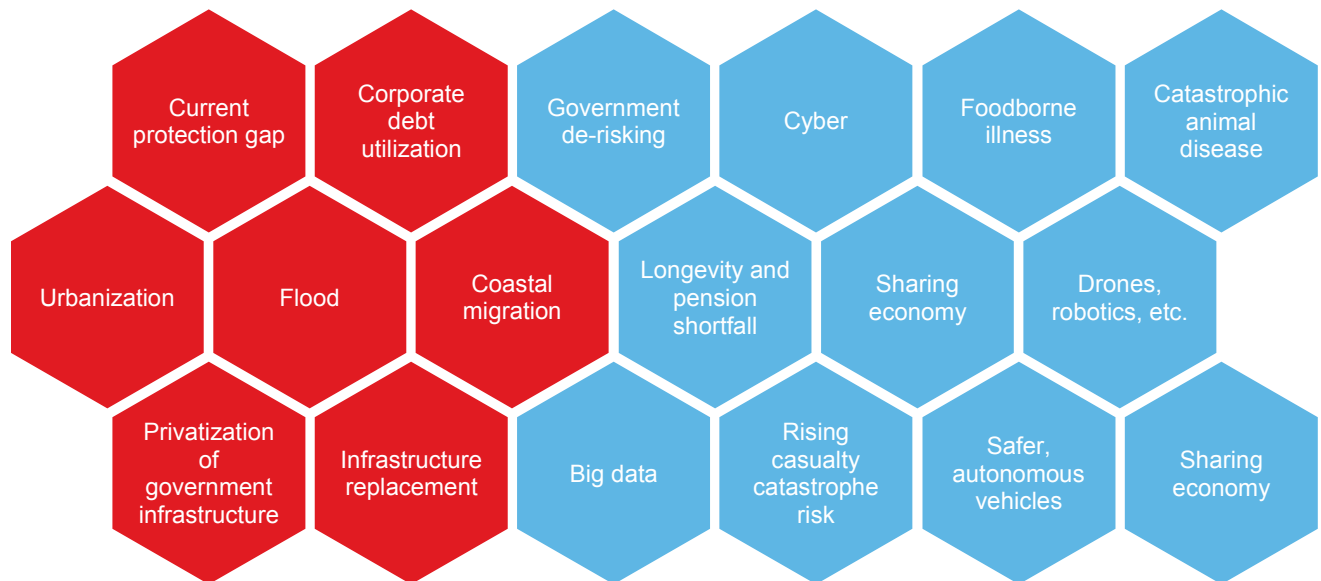 Current
protection gap
Corporate
debt
utilization
Government
de-risking
Cyber
Foodborne
illness
Catastrophic
animal
disease
Urbanization
Flood
Coastal
migration
Longevity and
pension
shortfall
Sharing
economy
Drones,
robotics, etc.
Privatization
of
government
infrastructure
Infrastructure
replacement
Big data
Rising
casualty
catastrophe
risk
Safer,
autonomous
vehicles
Sharing
economy